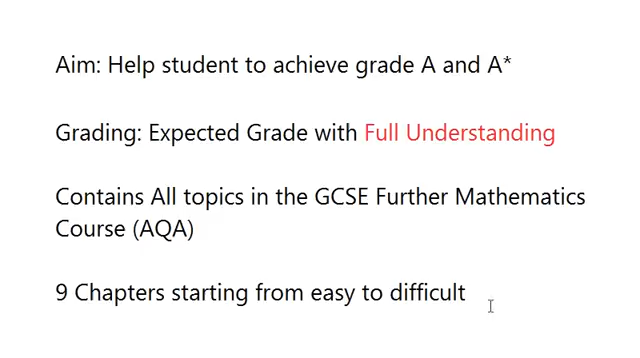 Aim: Help student to achieve grade A and A*
Grading: Expected Grade with Full Understanding
Contains All topics in the GCSE Further Mathematics
Course (AQA)
9 Chapters starting from easy to difficult